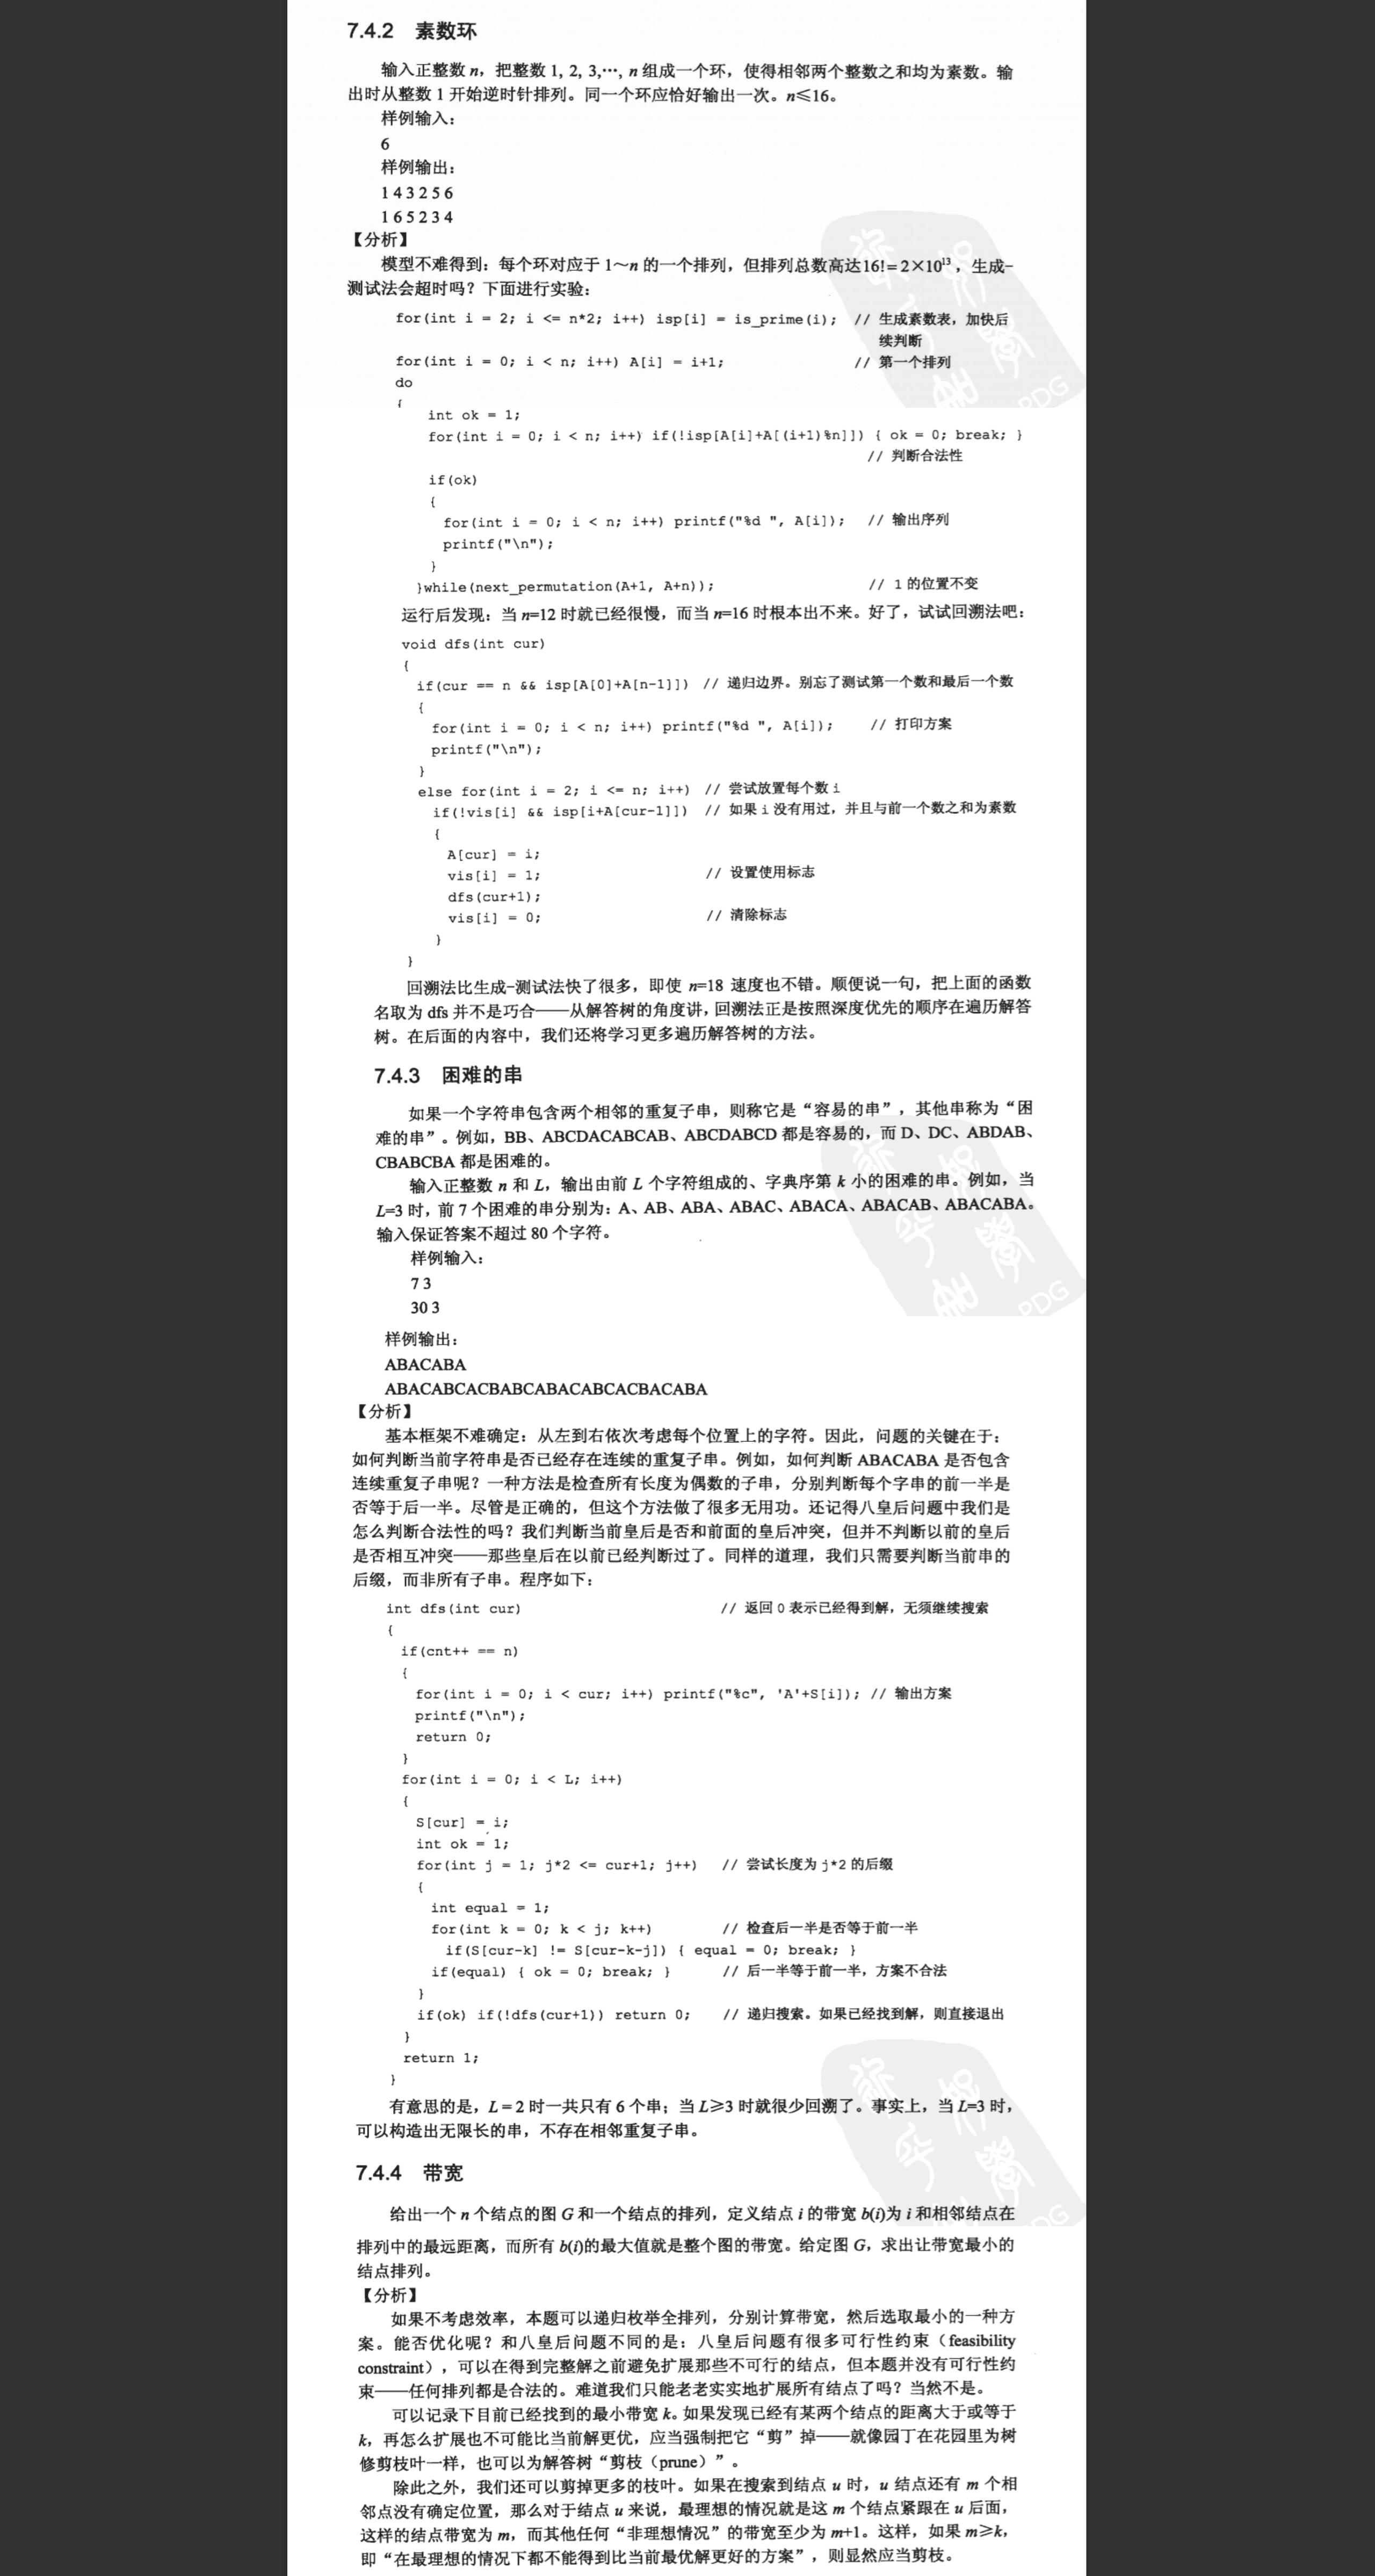 7.4.2 素数环
输入正整数 n，把整数 1, 2, 3,…, n 组成一个环，使得相邻两个整数之和均为素数。输
出时从整数 1 开始逆时针排列。同一个环应恰好输出一次。n≤16。
样例输入：
6
样例输出：
1 4 3 2 5 6
1 6 5 2 3 4
【分析】
模型不难得到：每个环对应于 1～n 的一个排列，但排列总数高达16!=2×10¹³，生成-
测试法会超时吗？下面进行实验：
for(int i = 2; i <= n*2; i++) isp[i] = is_prime(i); // 生成素数表，加快后
续判断
for(int i = 0; i < n; i++) A[i] = i+1; // 第一个排列
do
{
int ok = 1;
for(int i = 0; i < n; i++) if(!isp[A[i]+A[(i+1)%n]]) { ok = 0; break; }
// 判断合法性
if(ok)
{
for(int i = 0; i < n; i++) printf("%d ", A[i]); // 输出序列
printf("\n");
}
}while(next_permutation(A+1, A+n)); // 1 的位置不变
运行后发现：当 n=12 时就已经很慢，而当 n=16 时根本出不来。好了，试试回溯法吧：
void dfs(int cur)
{
if(cur == n && isp[A[0]+A[n-1]]) // 递归边界。别忘了测试第一个数和最后一个数
{
for(int i = 0; i < n; i++) printf("%d ", A[i]); // 打印方案
printf("\n");
}
else for(int i = 2; i <= n; i++) // 尝试放置每个数 i
if(!vis[i] && isp[i+A[cur-1]]) // 如果 i 没有用过，并且与前一个数之和为素数
{
A[cur] = i;
vis[i] = 1; // 设置使用标志
dfs(cur+1);
vis[i] = 0; // 清除标志
}
}
回溯法比生成-测试法快了很多，即使 n=18 速度也不错。顺便说一句，把上面的函数
名取为 dfs 并不是巧合——从解答树的角度讲，回溯法正是按照深度优先的顺序在遍历解答
树。在后面的内容中，我们还将学习更多遍历解答树的方法。
7.4.3 困难的串
如果一个字符串包含两个相邻的重复子串，则称它是“容易的串”，其他串称为“困
难的串”。例如，BB、ABCDACABCAB、ABCDABCD 都是容易的，而 D、DC、ABDAB、
CBABCBA 都是困难的。
输入正整数 n 和 L，输出由前 L 个字符组成的、字典序第 k 小的困难的串。例如，当
L=3 时，前 7 个困难的串分别为：A、AB、ABA、ABAC、ABACA、ABACAB、ABACABA。
输入保证答案不超过 80 个字符。
样例输入：
7 3
30 3
样例输出：
ABACABA
ABACABCACBABCABACABCACBACABA
【分析】
基本框架不难确定：从左到右依次考虑每个位置上的字符。因此，问题的关键在于：
如何判断当前字符串是否已经存在连续的重复子串。例如，如何判断 ABACABA 是否包含
连续重复子串呢？一种方法是检查所有长度为偶数的子串，分别判断每个字串的前一半是
否等于后一半。尽管是正确的，但这个方法做了很多无用功。还记得八皇后问题中我们是
怎么判断合法性的吗？我们判断当前皇后是否和前面的皇后冲突，但并不判断以前的皇后
是否相互冲突——那些皇后在以前已经判断过了。同样的道理，我们只需要判断当前串的
后缀，而非所有子串。程序如下：
int dfs(int cur) // 返回 0 表示已经得到解，无须继续搜索
{
if(cnt++ == n)
{
for(int i = 0; i < cur; i++) printf("%c", 'A'+S[i]); // 输出方案
printf("\n");
return 0;
}
for(int i = 0; i < L; i++)
{
S[cur] = i;
int ok = 1;
for(int j = 1; j*2 <= cur+1; j++) // 尝试长度为 j*2 的后缀
{
int equal = 1;
for(int k = 0; k < j; k++) // 检查后一半是否等于前一半
if(S[cur-k] != S[cur-k-j]) { equal = 0; break; }
if(equal) { ok = 0; break; } // 后一半等于前一半，方案不合法
}
if(ok) if(!dfs(cur+1)) return 0; // 递归搜索。如果已经找到解，则直接退出
}
return 1;
}
有意思的是，L = 2 时一共只有 6 个串；当 L≥3 时就很少回溯了。事实上，当 L=3 时，
可以构造出无限长的串，不存在相邻重复子串。
7.4.4 带宽
给出一个 n 个结点的图 G 和一个结点的排列，定义结点 i 的带宽 b(i)为 i 和相邻结点在
排列中的最远距离，而所有 b(i)的最大值就是整个图的带宽。给定图 G，求出让带宽最小的
结点排列。
【分析】
如果不考虑效率，本题可以递归枚举全排列，分别计算带宽，然后选取最小的一种方
案。能否优化呢？和八皇后问题不同的是：八皇后问题有很多可行性约束（feasibility
constraint），可以在得到完整解之前避免扩展那些不可行的结点，但本题并没有可行性约
束——任何排列都是合法的。难道我们只能老老实实地扩展所有结点了吗？当然不是。
可以记录下目前已经找到的最小带宽 k。如果发现已经有某两个结点的距离大于或等于
k，再怎么扩展也不可能比当前解更优，应当强制把它“剪”掉——就像园丁在花园里为树
修剪枝叶一样，也可以为解答树“剪枝（prune）”。
除此之外，我们还可以剪掉更多的枝叶。如果在搜索到结点 u 时，u 结点还有 m 个相
邻点没有确定位置，那么对于结点 u 来说，最理想的情况就是这 m 个结点紧跟在 u 后面，
这样的结点带宽为 m，而其他任何“非理想情况”的带宽至少为 m+1。这样，如果 m≥k，
即“在最理想的情况下都不能得到比当前最优解更好的方案”，则显然应当剪枝。